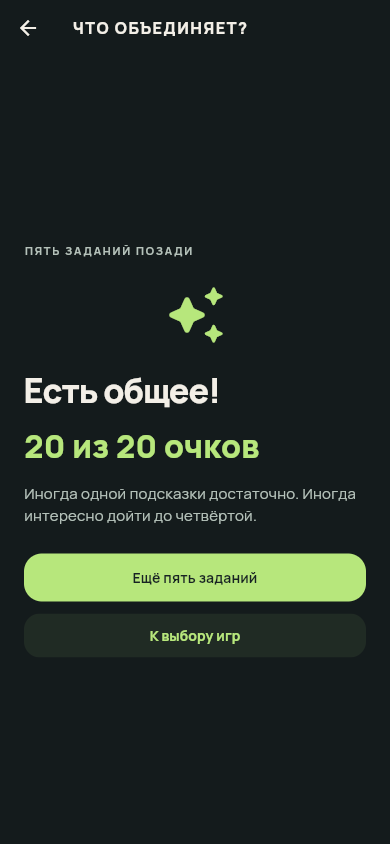 ЧТО ОБЪЕДИНЯЕТ?
ПЯТЬ ЗАДАНИЙ ПОЗАДИ
Есть общее!
20 из 20 очков
Иногда одной подсказки достаточно. Иногда
интересно дойти до четвёртой.
Ещё пять заданий
К выбору игр